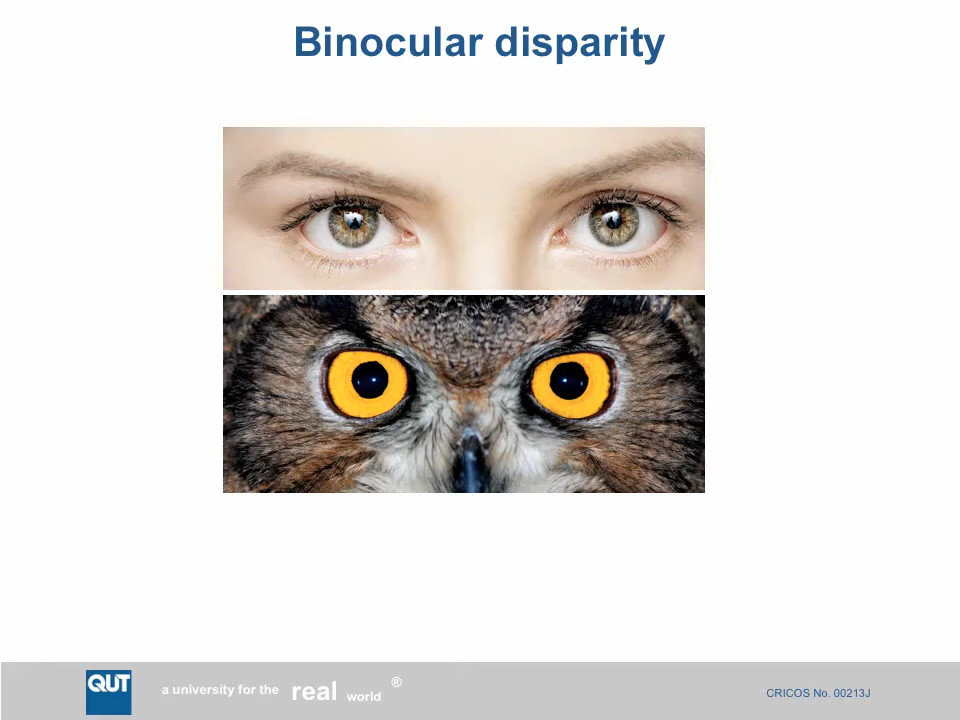 Binocular disparity
QUT
a university for the real world ®
CRICOS No. 00213J